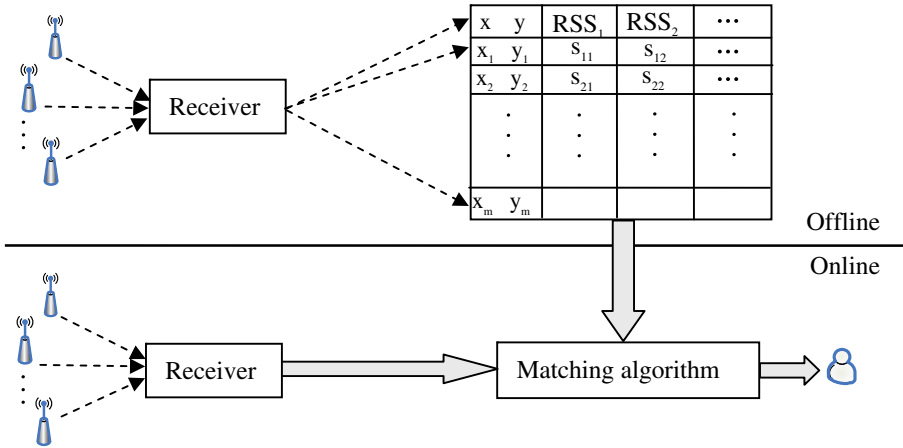 x y RSS₁ RSS₂ ···
x₁ y₁ s₁₁ s₁₂ ···
x₂ y₂ s₂₁ s₂₂ ···
Receiver
xₘ yₘ
Offline
Online
Receiver
Matching algorithm